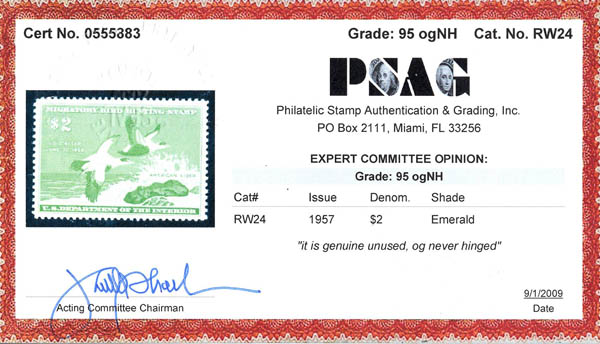 Cert No. 0555383
Grade: 95 ogNH Cat. No. RW24
PSAG
Philatelic Stamp Authentication & Grading, Inc.
PO Box 2111, Miami, FL 33256
EXPERT COMMITTEE OPINION:
Grade: 95 ogNH
Cat# Issue Denom. Shade
RW24 1957 $2 Emerald
"it is genuine unused, og never hinged"
MIGRATORY BIRD HUNTING STAMP
$2
AMERICAN EIDER
U.S. DEPARTMENT OF THE INTERIOR
Acting Committee Chairman
9/1/2009
Date